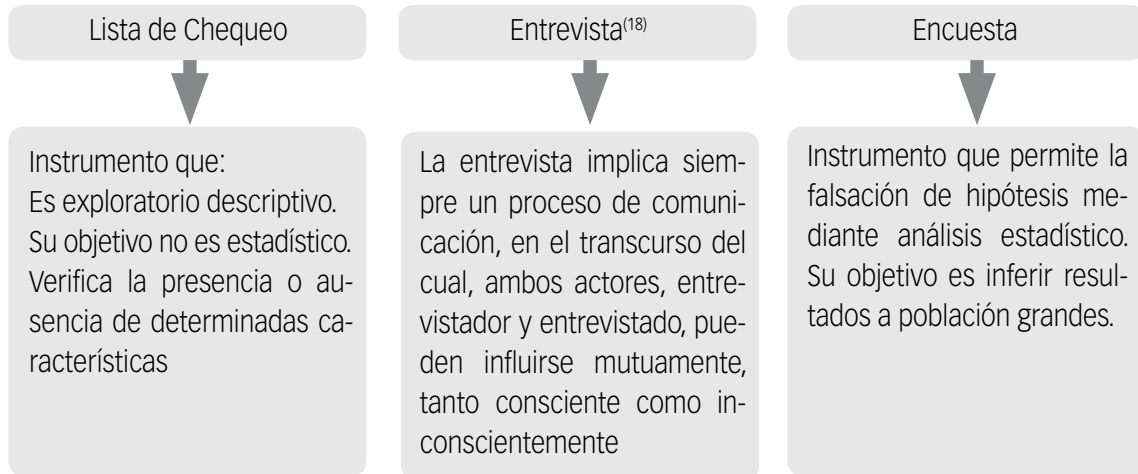 Lista de Chequeo
Instrumento que:
Es exploratorio descriptivo.
Su objetivo no es estadístico.
Verifica la presencia o au-
sencia de determinadas ca-
racterísticas
Entrevista(18)
La entrevista implica siem-
pre un proceso de comuni-
cación, en el transcurso del
cual, ambos actores, entre-
vistador y entrevistado, pue-
den influirse mutuamente,
tanto consciente como in-
conscientemente
Encuesta
Instrumento que permite la
falsación de hipótesis me-
diante análisis estadístico.
Su objetivo es inferir resul-
tados a población grandes.